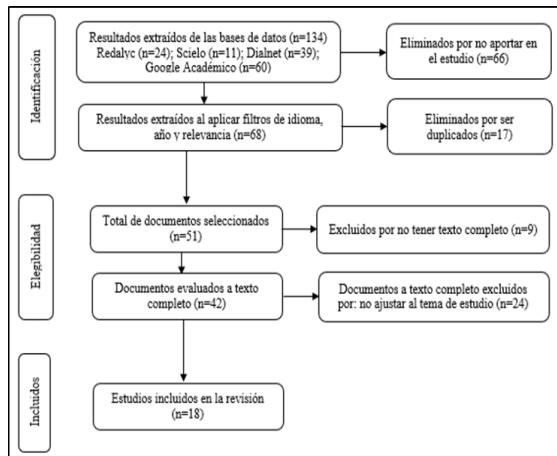 Identificación
Resultados extraídos de las bases de datos (n=134)
Redalyc (n=24); Scielo (n=11); Dialnet (n=39);
Google Académico (n=60)
Eliminados por no aportar
en el estudio (n=66)
Resultados extraídos al aplicar filtros de idioma,
año y relevancia (n=68)
Eliminados por ser
duplicados (n=17)
Elegibilidad
Total de documentos seleccionados
(n=51)
Excluidos por no tener texto completo (n=9)
Documentos evaluados a texto
completo (n=42)
Documentos a texto completo excluidos
por: no ajustar al tema de estudio (n=24)
Incluidos
Estudios incluidos en la revisión
(n=18)